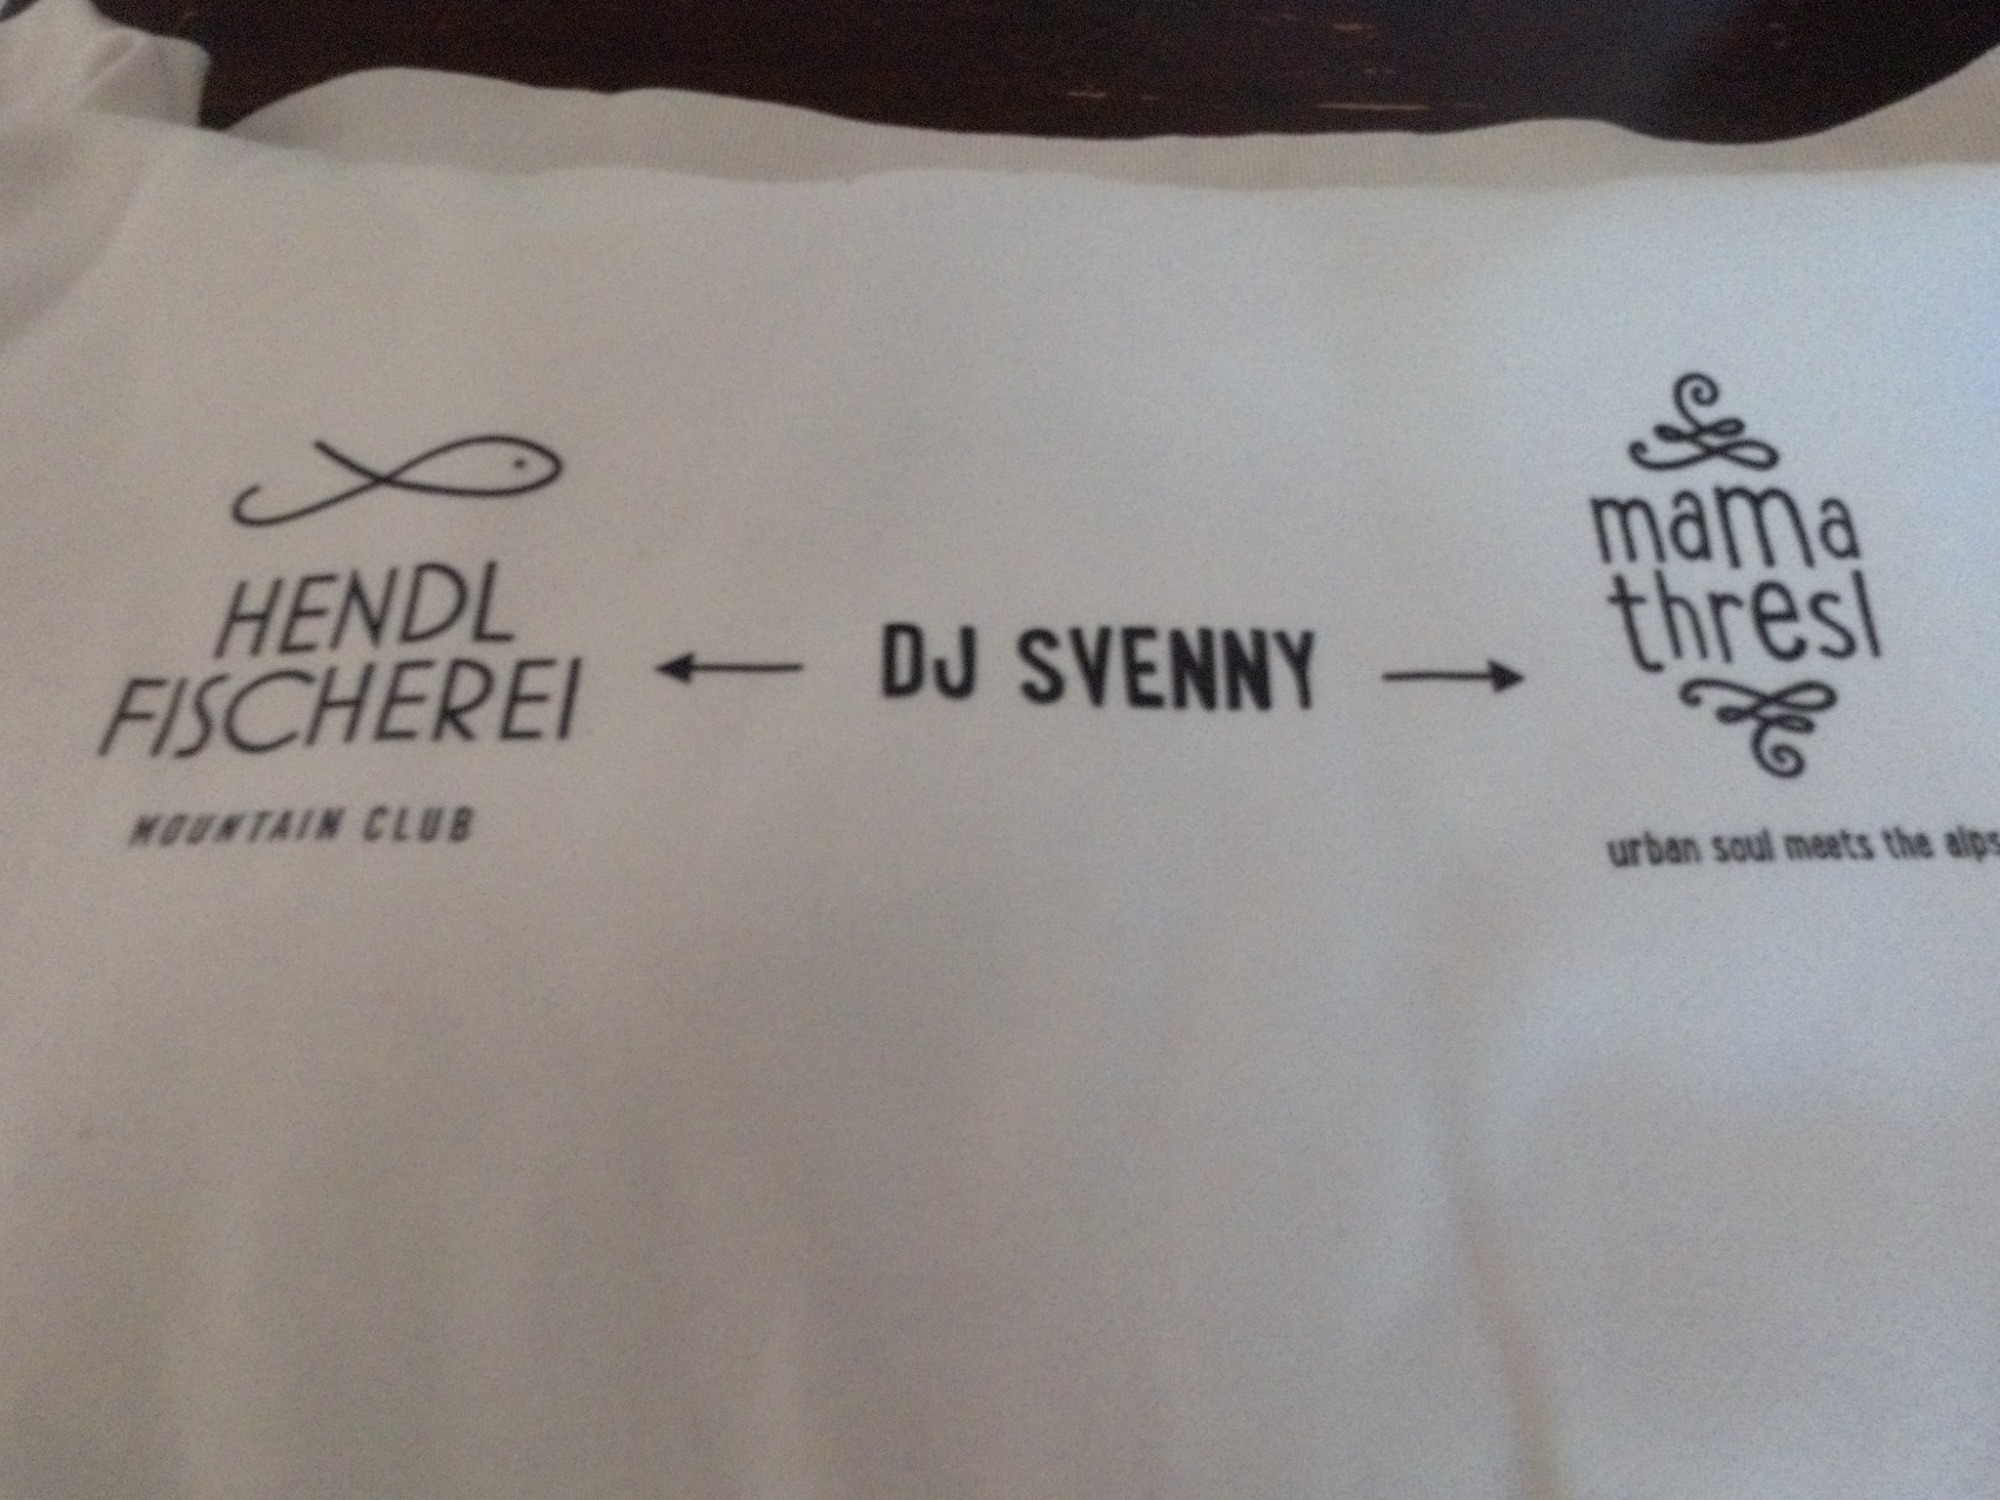 HENDL
FISCHEREI
MOUNTAIN CLUB
DJ SVENNY
mama
thresl
urban soul meets the alps